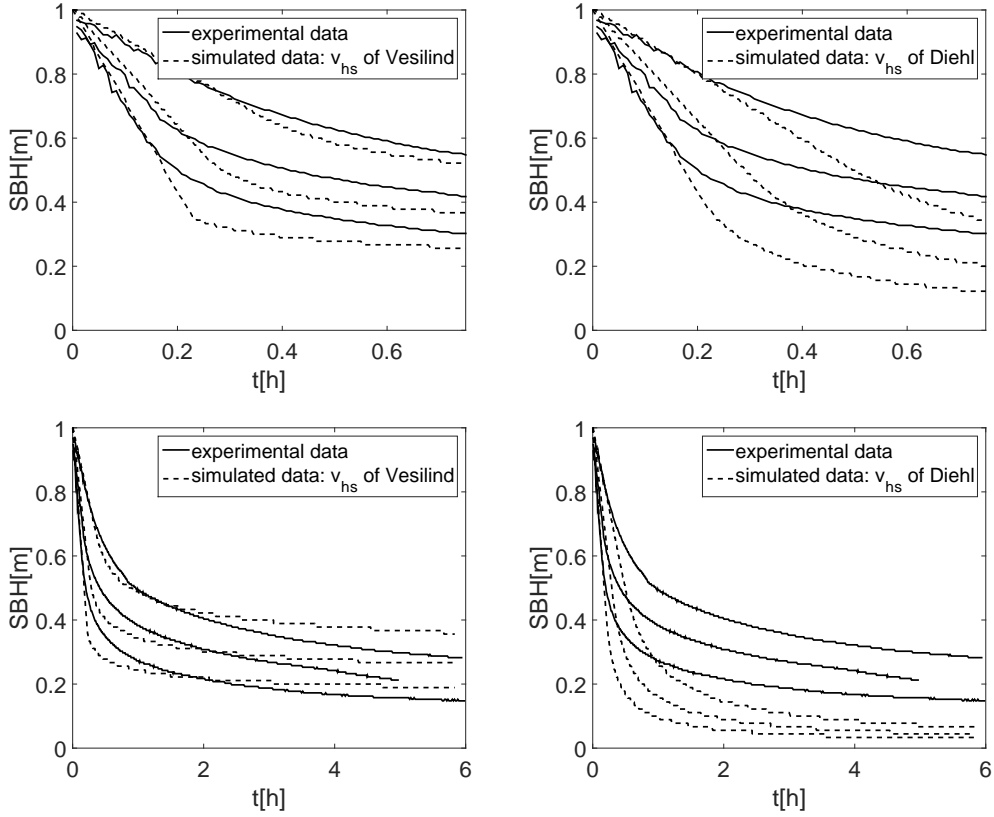 1
0.8
0.6
0.4
0.2
0
SBH[m]
0
0.2
0.4
0.6
t[h]
experimental data
simulated data: v_hs of Vesilind
1
0.8
0.6
0.4
0.2
0
SBH[m]
0
0.2
0.4
0.6
t[h]
experimental data
simulated data: v_hs of Diehl
1
0.8
0.6
0.4
0.2
0
SBH[m]
0
2
4
6
t[h]
experimental data
simulated data: v_hs of Vesilind
1
0.8
0.6
0.4
0.2
0
SBH[m]
0
2
4
6
t[h]
experimental data
simulated data: v_hs of Diehl